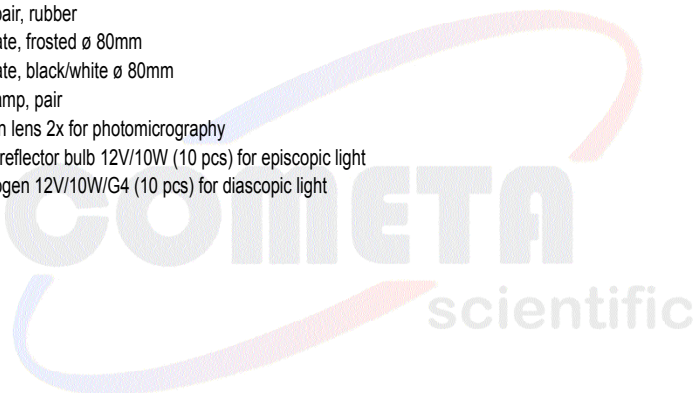 pair, rubber
ate, frosted ø 80mm
ate, black/white ø 80mm
amp, pair
n lens 2x for photomicrography
reflector bulb 12V/10W (10 pcs) for episcopic light
ogen 12V/10W/G4 (10 pcs) for diascopic light
COMETA
scientific